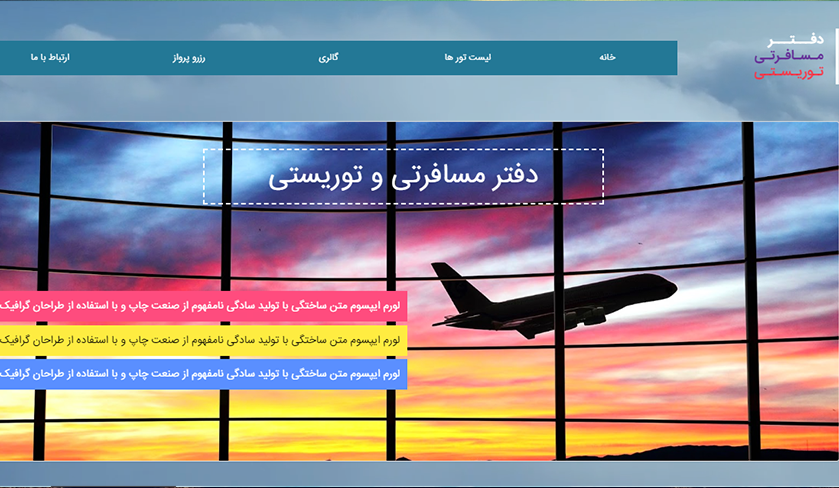 دفتر
مسافرتی
توریستی
خانه
لیست تور ها
گالری
رزرو پرواز
ارتباط با ما
دفتر مسافرتی و توریستی
لورم ایپسوم متن ساختگی با تولید سادگی نامفهوم از صنعت چاپ و با استفاده از طراحان گرافیک
لورم ایپسوم متن ساختگی با تولید سادگی نامفهوم از صنعت چاپ و با استفاده از طراحان گرافیک
لورم ایپسوم متن ساختگی با تولید سادگی نامفهوم از صنعت چاپ و با استفاده از طراحان گرافیک